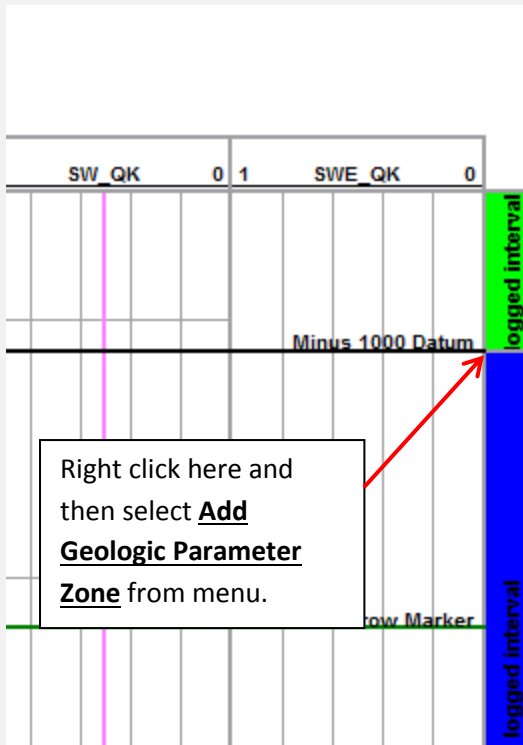 SW_QK 0 1 SWE_QK 0
logged interval
Minus 1000 Datum
Right click here and
then select Add
Geologic Parameter
Zone from menu.
Marker
logged interval